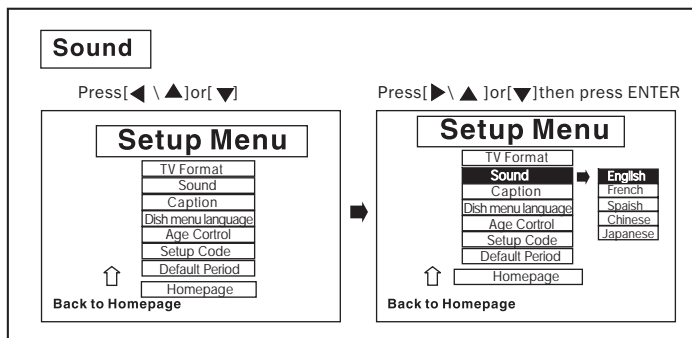 Sound
Press[◀ \ ▲]or[▼]
Setup Menu
TV Format
Sound
Caption
Dish menu language
Age Cortrol
Setup Code
Default Period
Homepage
Back to Homepage
Press[▶\ ▲ ]or[▼]then press ENTER
Setup Menu
TV Format
Sound
Caption
Dish menu language
Age Cortrol
Setup Code
Default Period
Homepage
Back to Homepage
English
French
Spaish
Chinese
Japanese